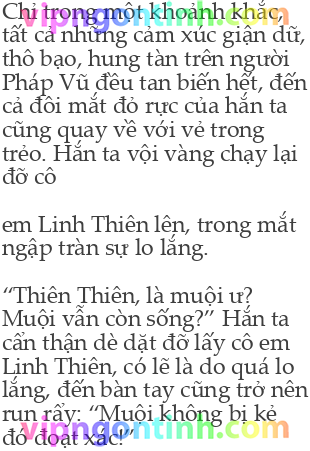 Chỉ trong một khoảnh khắc,
vipngontinh.com
tất cả những cảm xúc giận dữ,
thô bạo, hung tàn trên người
Pháp Vũ đều tan biến hết, đến
cả đôi mắt đỏ rực của hắn ta
cũng quay về với vẻ trong
trẻo. Hắn ta vội vàng chạy lại
đỡ cô
em Linh Thiên lên, trong mắt
ngập tràn sự lo lắng.
“Thiên Thiên, là muội ư?
Muội vẫn còn sống?” Hắn ta
cẩn thận dè dặt đỡ lấy cô em
Linh Thiên, có lẽ là do quá lo
lắng, đến bàn tay cũng trở nên
run rẩy: “Muội không bị kẻ
vipngontinh.com
đó đoạt xác!”